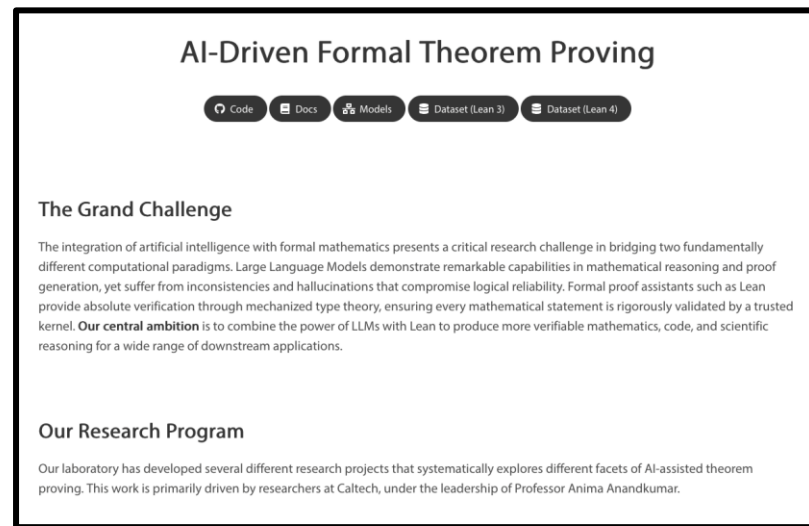 AI-Driven Formal Theorem Proving
Code Docs Models Dataset (Lean 3) Dataset (Lean 4)
The Grand Challenge
The integration of artificial intelligence with formal mathematics presents a critical research challenge in bridging two fundamentally
different computational paradigms. Large Language Models demonstrate remarkable capabilities in mathematical reasoning and proof
generation, yet suffer from inconsistencies and hallucinations that compromise logical reliability. Formal proof assistants such as Lean
provide absolute verification through mechanized type theory, ensuring every mathematical statement is rigorously validated by a trusted
kernel. Our central ambition is to combine the power of LLMs with Lean to produce more verifiable mathematics, code, and scientific
reasoning for a wide range of downstream applications.
Our Research Program
Our laboratory has developed several different research projects that systematically explores different facets of AI-assisted theorem
proving. This work is primarily driven by researchers at Caltech, under the leadership of Professor Anima Anandkumar.